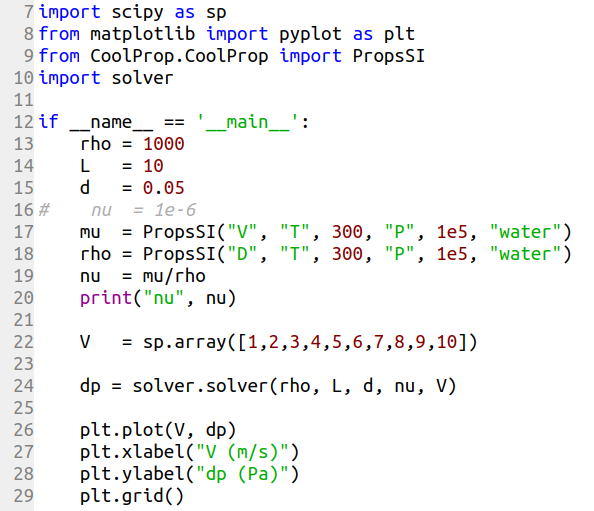 7 import scipy as sp
8 from matplotlib import pyplot as plt
9 from CoolProp.CoolProp import PropsSI
10 import solver
11
12 if __name__ == '__main__':
13     rho = 1000
14     L   = 10
15     d   = 0.05
16 #    nu  = 1e-6
17     mu  = PropsSI("V", "T", 300, "P", 1e5, "water")
18     rho = PropsSI("D", "T", 300, "P", 1e5, "water")
19     nu  = mu/rho
20     print("nu", nu)
21
22     V   = sp.array([1,2,3,4,5,6,7,8,9,10])
23
24     dp = solver.solver(rho, L, d, nu, V)
25
26     plt.plot(V, dp)
27     plt.xlabel("V (m/s)")
28     plt.ylabel("dp (Pa)")
29     plt.grid()